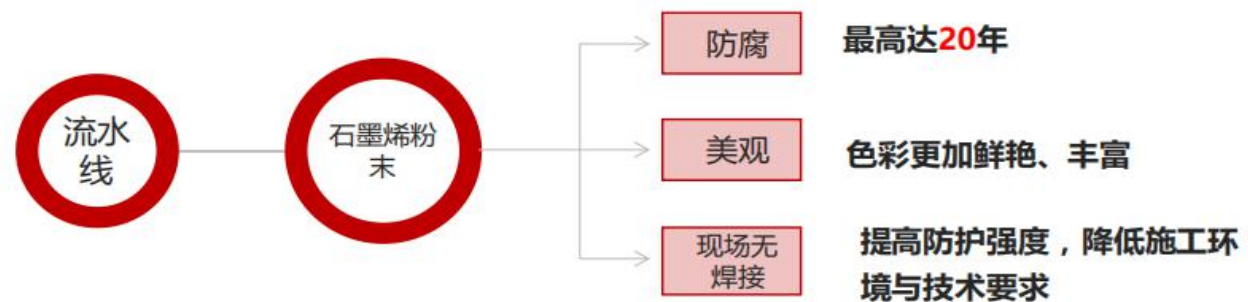 流水
线
石墨烯粉
末
防腐
最高达20年
美观
色彩更加鲜艳、丰富
现场无
焊接
提高防护强度，降低施工环
境与技术要求